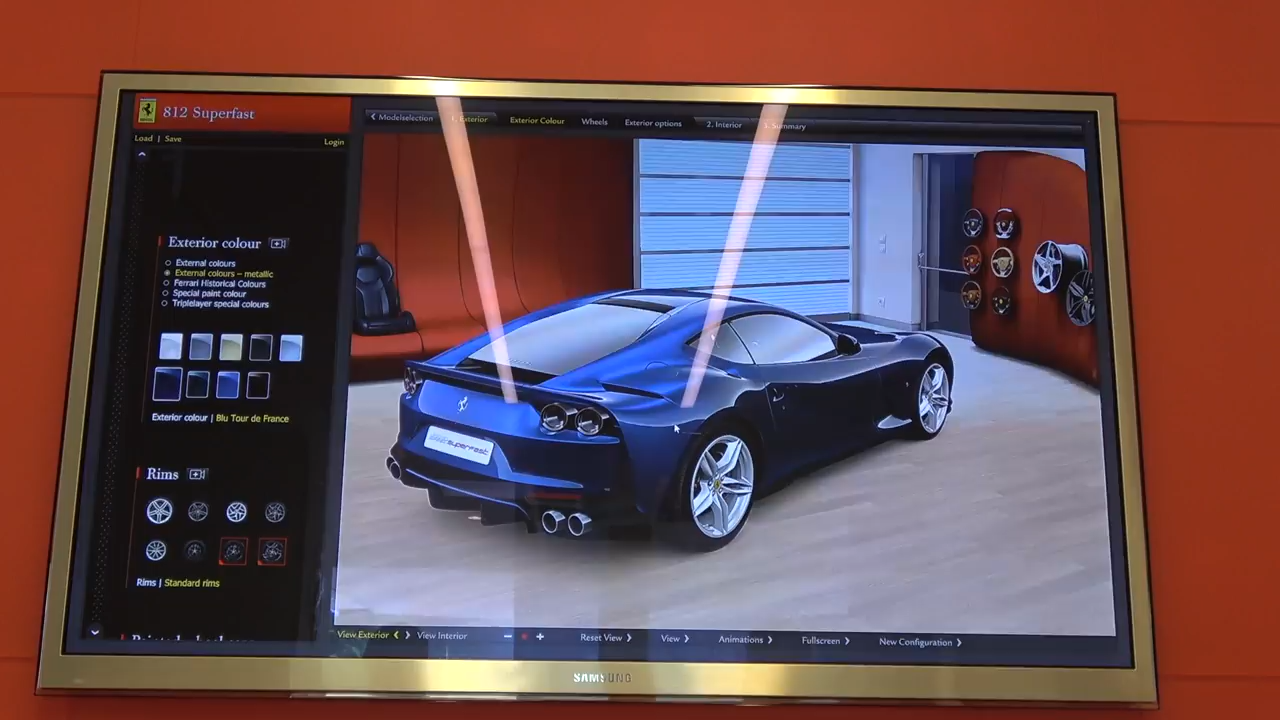 812 Superfast
Load | Save
Login
Modelselection
Exterior
Exterior Colour
Wheels
Exterior options
2. Interior
Summary
Exterior colour
External colours
External colours – metallic
Ferrari Historical Colours
Special paint colour
Triplelayer special colours
Exterior colour | Blu Tour de France
Rims
Rims | Standard rims
superfast
View Exterior
View Interior
Reset View
View
Animations
Fullscreen
New Configuration
SAMSUNG